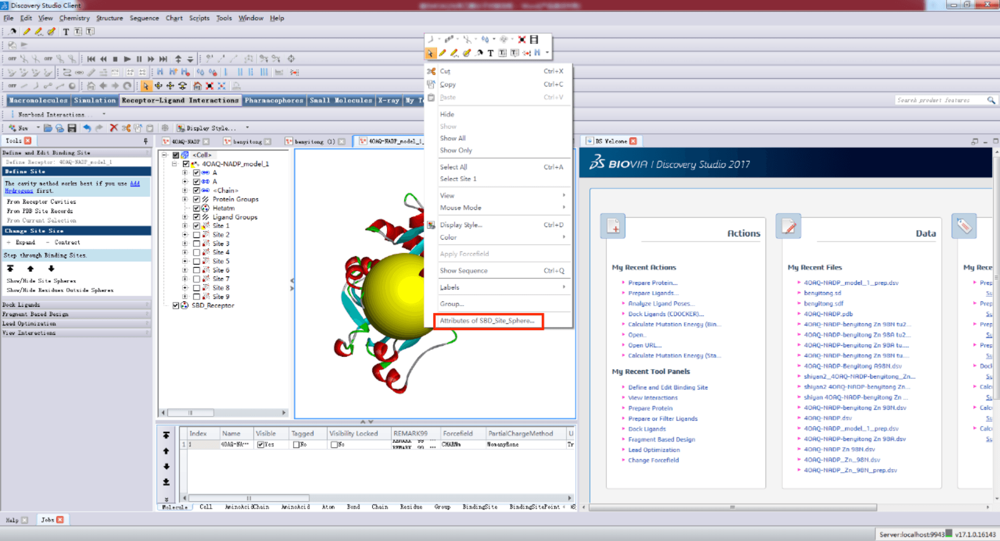 Discovery Studio Client
File Edit View Chemistry Structure Sequence Chart Scripts Tools Window Help
Macromolecules Simulation Receptor-Ligand Interactions Pharmacophores Small Molecules X-ray My T
Search product features
Non-bond Interactions...
New Display Style...
Tools
Define and Edit Binding Site
Define Receptor: 4OAQ-NADP_model_1
Define Site
The cavity method works best if you use Add
Hydrogens first.
From Receptor Cavities
From PDB Site Records
From Current Selection
Change Site Size
+ Expand - Contract
Step through Binding Sites.
Show/Hide Site Spheres
Show/Hide Residues Outside Spheres
Dock Ligands
Fragment Based Design
Lead Optimization
View Interactions
4OAQ-NADP benyitong benyitong (1) 4OAQ-NADP_model_1_
<Cell>
4OAQ-NADP_model_1
A
A
<Chain>
Protein Groups
Hetatm
Ligand Groups
Site 1
Site 2
Site 3
Site 4
Site 5
Site 6
Site 7
Site 8
Site 9
SBD_Receptor
Cut Ctrl+X
Copy Ctrl+C
Paste Ctrl+V
Hide
Show
Show All
Show Only
Select All Ctrl+A
Select Site 1
View
Mouse Mode
Display Style... Ctrl+D
Color
Apply Forcefield
Show Sequence Ctrl+Q
Labels
Group...
Attributes of SBD_Site_Sphere...
Index Name Visible Tagged Visibility Locked REMARK99 Forcefield PartialChargeMethod U
1 1 4OAQ-NA... Yes No No REMARK 99 ... CHARMm MomanyRone Tr
REMARK 99 ...
Molecule Cell AminoAcidChain AminoAcid Atom Bond Chain Residue Group BindingSite BindingSitePoint
DS Welcome
BIOVIA | Discovery Studio 2017
Actions
My Recent Actions
Prepare Protein...
Prepare Ligands...
Analyze Ligand Poses...
Dock Ligands (CDOCKER)...
Calculate Mutation Energy (Bin...
Open...
Open URL...
Calculate Mutation Energy (Sta...
My Recent Tool Panels
Define and Edit Binding Site
View Interactions
Prepare Protein
Prepare or Filter Ligands
Dock Ligands
Fragment Based Design
Lead Optimization
Change Forcefield
Data
My Recent Files
4OAQ-NADP_model_1_prep.dsv
benyitong.sd
benyitong.sdf
4OAQ-NADP.pdb
4OAQ-NADP-benyitong Zn 98N tu2...
4OAQ-NADP-benyitong Zn 98A tu2...
4OAQ-NADP-benyitong Zn 98A tu....
4OAQ-NADP-benyitong Zn 98N tu....
4OAQ-NADP-Benyitong A98N.dsv
shiyan2_4OAQ-NADP-benyitong_Zn...
shiyan2 4OAQ-NADP-benyitong Zn...
shiyan 4OAQ-NADP-benyitong Zn ...
4OAQ-NADP-benyitong Zn 98N.dsv
4OAQ-NADP.dsv
4OAQ-NADP_model_1_prep.dsv
4OAQ-NADP-benyitong Zn 98A.dsv
4OAQ-NADP Zn 98N.dsv
4OAQ-NADP_Zn_98N.dsv
4OAQ-NADP_Zn_98N_prep.dsv
My Rece
Prep
Su
Prep
Su
Prep
Su
Prep
Su
Dock
Su
Calc
Su
Calc
Su
Calc
Su
Help Jobs
Server:localhost:9943 v17.1.0.16143